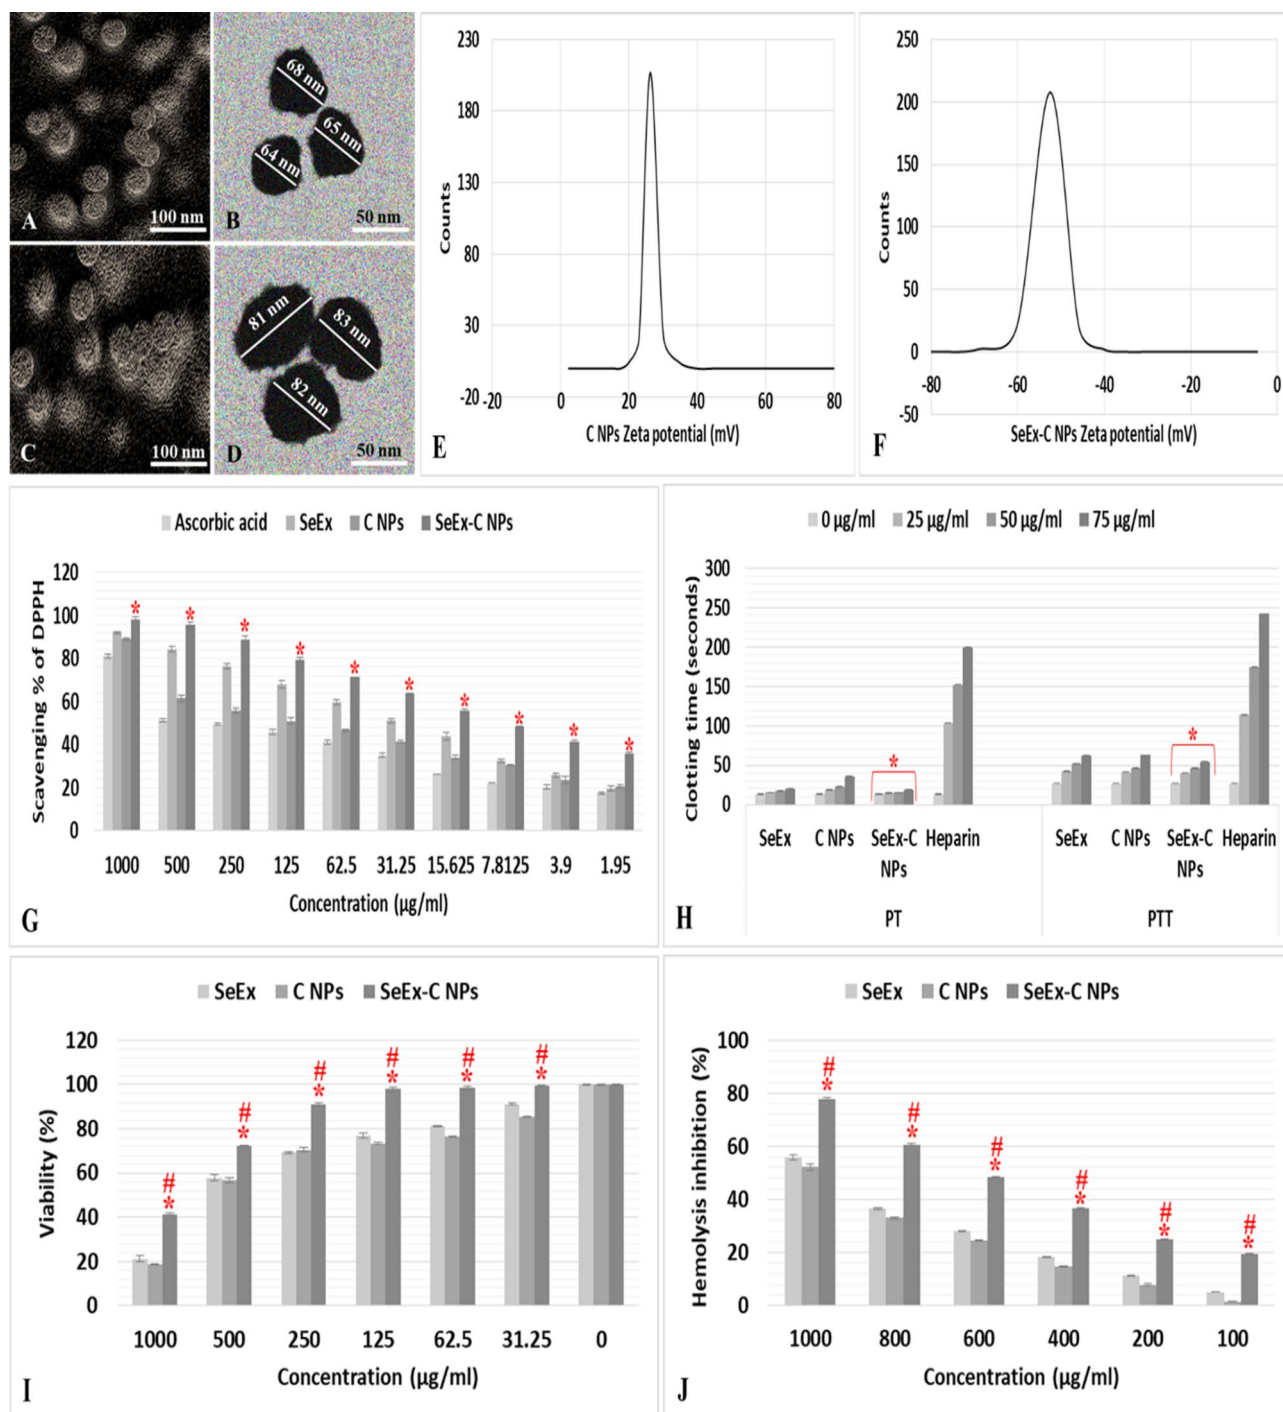 A
100 nm
68 nm
65 nm
64 nm
B
50 nm
C
100 nm
81 nm
83 nm
82 nm
D
50 nm
230
180
130
80
30
-20
Counts
-20 0 20 40 60 80
C NPs Zeta potential (mV)
E
250
200
150
100
50
0
-50
Counts
-80 -60 -40 -20 0
SeEx-C NPs Zeta potential (mV)
F
Ascorbic acid SeEx C NPs SeEx-C NPs
120
100
80
60
40
20
0
Scavenging % of DPPH
* * * * * * * * * *
1000 500 250 125 62.5 31.25 15.625 7.8125 3.9 1.95
Concentration (µg/ml)
G
0 µg/ml 25 µg/ml 50 µg/ml 75 µg/ml
300
250
200
150
100
50
0
Clotting time (seconds)
* *
SeEx C NPs SeEx-C Heparin SeEx C NPs SeEx-C Heparin
NPs NPs
PT PTT
H
SeEx C NPs SeEx-C NPs
120
100
80
60
40
20
0
Viability (%)
# # # # # #
* * * * * *
1000 500 250 125 62.5 31.25 0
Concentration (µg/ml)
I
SeEx C NPs SeEx-C NPs
100
80
60
40
20
0
Hemolysis inhibition (%)
# # # # # #
* * * * * *
1000 800 600 400 200 100
Concentration (µg/ml)
J